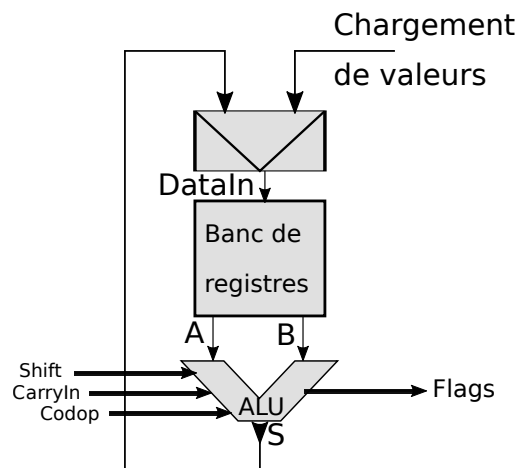 Chargement
de valeurs
DataIn
Banc de
registres
A
B
Shift
CarryIn
Codop
ALU
Flags
S